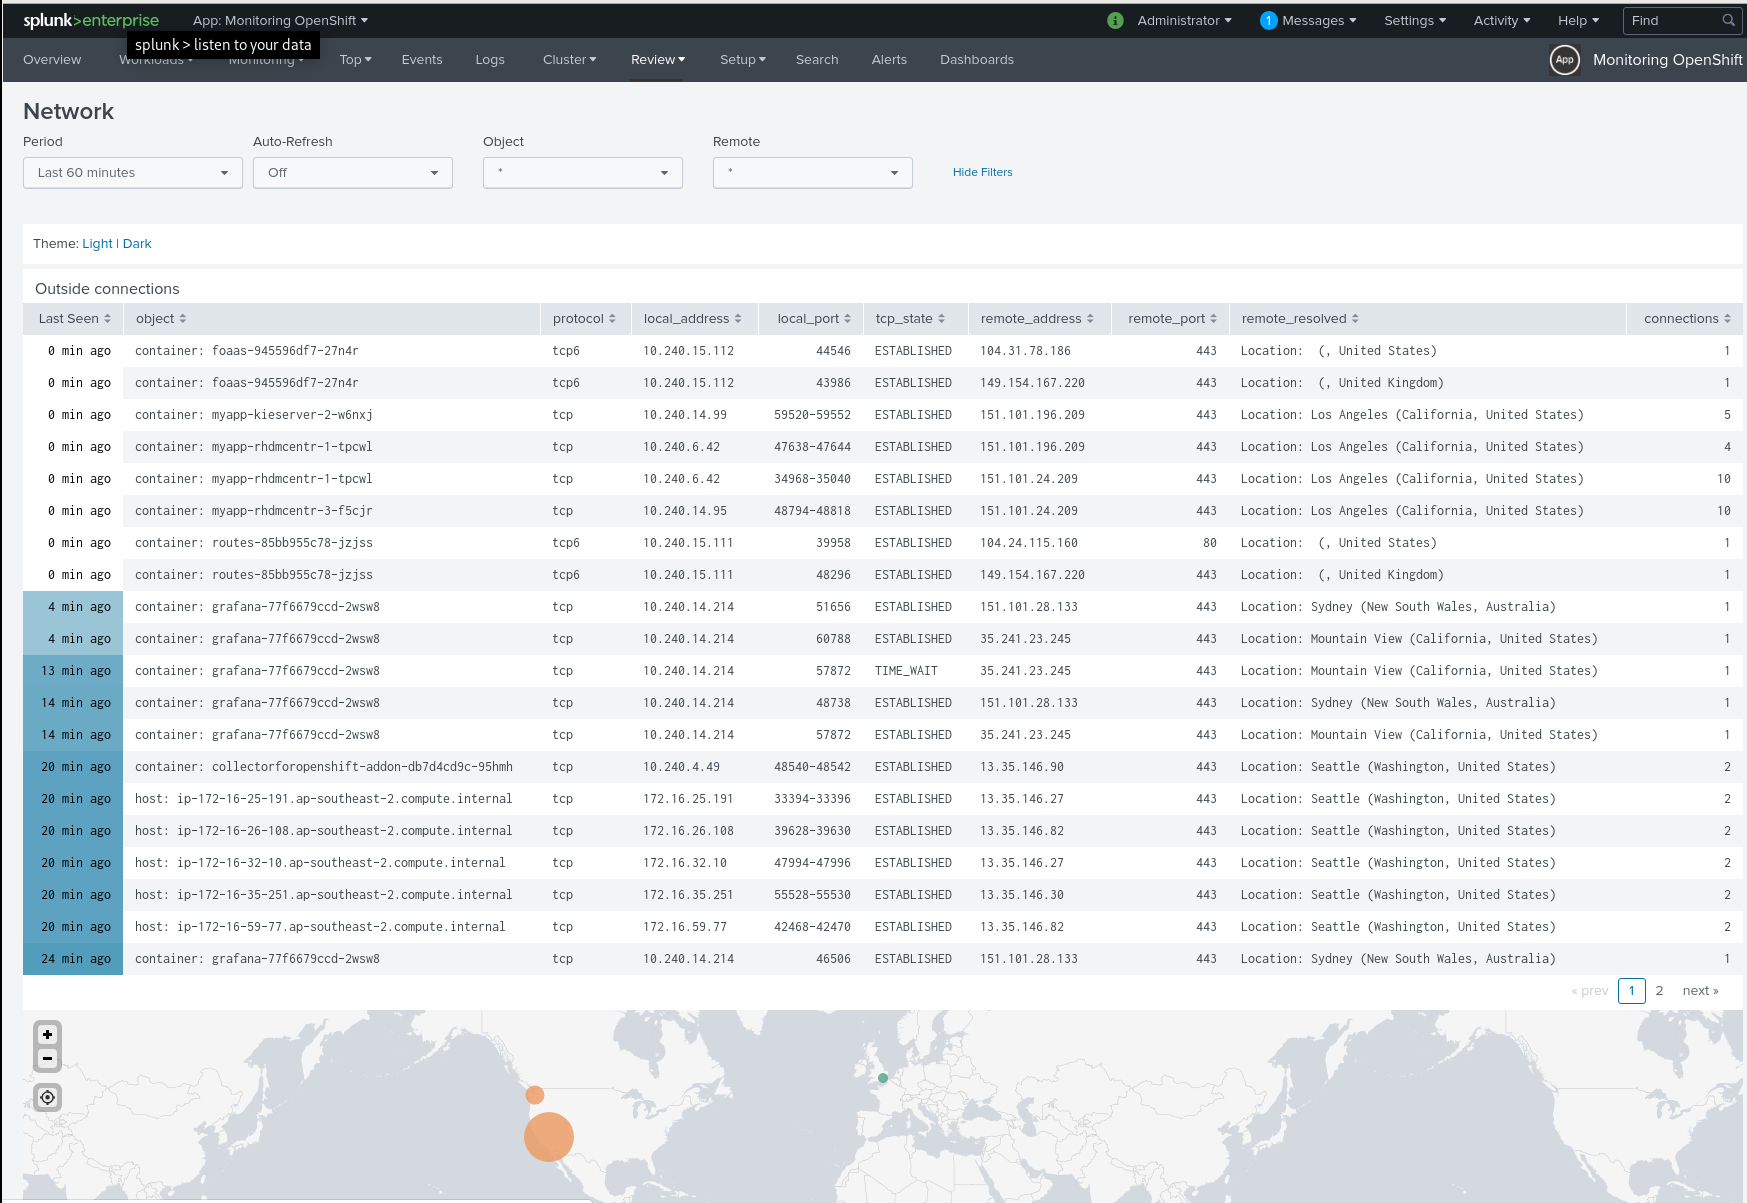 splunk>enterprise App: Monitoring OpenShift i Administrator 1 Messages Settings Activity Help Find
splunk > listen to your data
Overview Workloads Monitoring Top Events Logs Cluster Review Setup Search Alerts Dashboards App Monitoring OpenShift
Network
Period Auto-Refresh Object Remote
Last 60 minutes Off * * Hide Filters
Theme: Light | Dark
Outside connections
Last Seen object protocol local_address local_port tcp_state remote_address remote_port remote_resolved connections
0 min ago container: foaas-945596df7-27n4r tcp6 10.240.15.112 44546 ESTABLISHED 104.31.78.186 443 Location: (, United States) 1
0 min ago container: foaas-945596df7-27n4r tcp6 10.240.15.112 43986 ESTABLISHED 149.154.167.220 443 Location: (, United Kingdom) 1
0 min ago container: myapp-kieserver-2-w6nxj tcp 10.240.14.99 59520-59552 ESTABLISHED 151.101.196.209 443 Location: Los Angeles (California, United States) 5
0 min ago container: myapp-rhdmcentr-1-tpcwl tcp 10.240.6.42 47638-47644 ESTABLISHED 151.101.196.209 443 Location: Los Angeles (California, United States) 4
0 min ago container: myapp-rhdmcentr-1-tpcwl tcp 10.240.6.42 34968-35040 ESTABLISHED 151.101.24.209 443 Location: Los Angeles (California, United States) 10
0 min ago container: myapp-rhdmcentr-3-f5cjr tcp 10.240.14.95 48794-48818 ESTABLISHED 151.101.24.209 443 Location: Los Angeles (California, United States) 10
0 min ago container: routes-85bb955c78-jzjss tcp6 10.240.15.111 39958 ESTABLISHED 104.24.115.160 80 Location: (, United States) 1
0 min ago container: routes-85bb955c78-jzjss tcp6 10.240.15.111 48296 ESTABLISHED 149.154.167.220 443 Location: (, United Kingdom) 1
4 min ago container: grafana-77f6679ccd-2wsw8 tcp 10.240.14.214 51656 ESTABLISHED 151.101.28.133 443 Location: Sydney (New South Wales, Australia) 1
4 min ago container: grafana-77f6679ccd-2wsw8 tcp 10.240.14.214 60788 ESTABLISHED 35.241.23.245 443 Location: Mountain View (California, United States) 1
13 min ago container: grafana-77f6679ccd-2wsw8 tcp 10.240.14.214 57872 TIME_WAIT 35.241.23.245 443 Location: Mountain View (California, United States) 1
14 min ago container: grafana-77f6679ccd-2wsw8 tcp 10.240.14.214 48738 ESTABLISHED 151.101.28.133 443 Location: Sydney (New South Wales, Australia) 1
14 min ago container: grafana-77f6679ccd-2wsw8 tcp 10.240.14.214 57872 ESTABLISHED 35.241.23.245 443 Location: Mountain View (California, United States) 1
20 min ago container: collectorforopenshift-addon-db7d4cd9c-95hmh tcp 10.240.4.49 48540-48542 ESTABLISHED 13.35.146.90 443 Location: Seattle (Washington, United States) 2
20 min ago host: ip-172-16-25-191.ap-southeast-2.compute.internal tcp 172.16.25.191 33394-33396 ESTABLISHED 13.35.146.27 443 Location: Seattle (Washington, United States) 2
20 min ago host: ip-172-16-26-108.ap-southeast-2.compute.internal tcp 172.16.26.108 39628-39630 ESTABLISHED 13.35.146.82 443 Location: Seattle (Washington, United States) 2
20 min ago host: ip-172-16-32-10.ap-southeast-2.compute.internal tcp 172.16.32.10 47994-47996 ESTABLISHED 13.35.146.27 443 Location: Seattle (Washington, United States) 2
20 min ago host: ip-172-16-35-251.ap-southeast-2.compute.internal tcp 172.16.35.251 55528-55530 ESTABLISHED 13.35.146.30 443 Location: Seattle (Washington, United States) 2
20 min ago host: ip-172-16-59-77.ap-southeast-2.compute.internal tcp 172.16.59.77 42468-42470 ESTABLISHED 13.35.146.82 443 Location: Seattle (Washington, United States) 2
24 min ago container: grafana-77f6679ccd-2wsw8 tcp 10.240.14.214 46506 ESTABLISHED 151.101.28.133 443 Location: Sydney (New South Wales, Australia) 1
« prev 1 2 next »
+
-